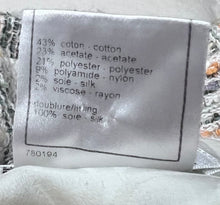 43% coton - cotton
23% acetate - acetate
21% polyester - polyester
9% polyamide - nylon
2% soie - silk
2% viscose - rayon
doublure/lining
100% soie - silk
780194